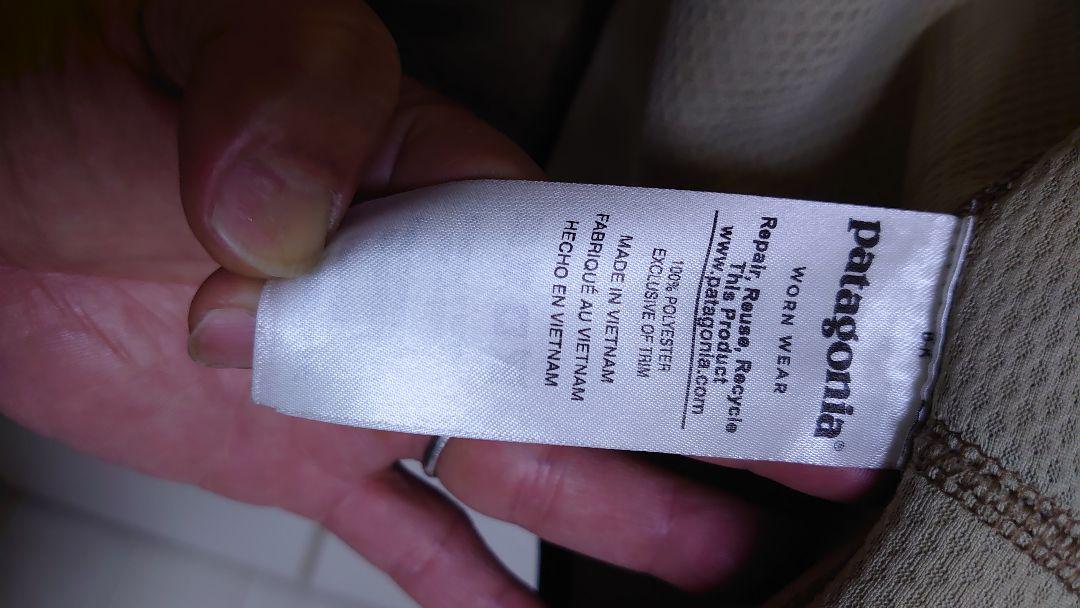 patagonia®
WORN WEAR
Repair, Reuse, Recycle
This Product
www.patagonia.com
100% POLYESTER
EXCLUSIVE OF TRIM
MADE IN VIETNAM
FABRIQUÉ AU VIETNAM
HECHO EN VIETNAM